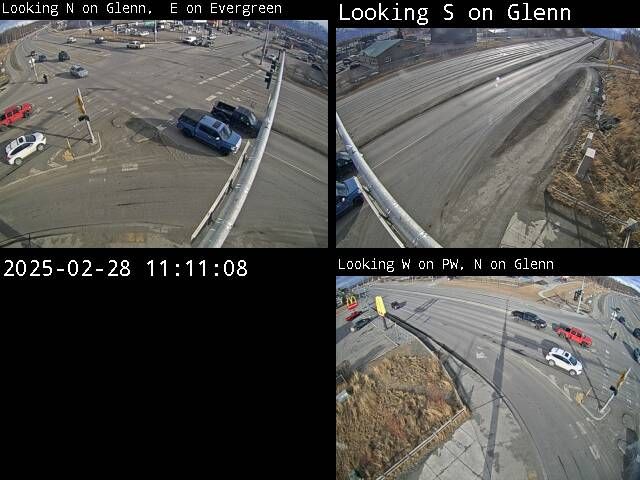 Looking N on Glenn, E on Evergreen
Looking S on Glenn
2025-02-28 11:11:08
Looking W on PW, N on Glenn